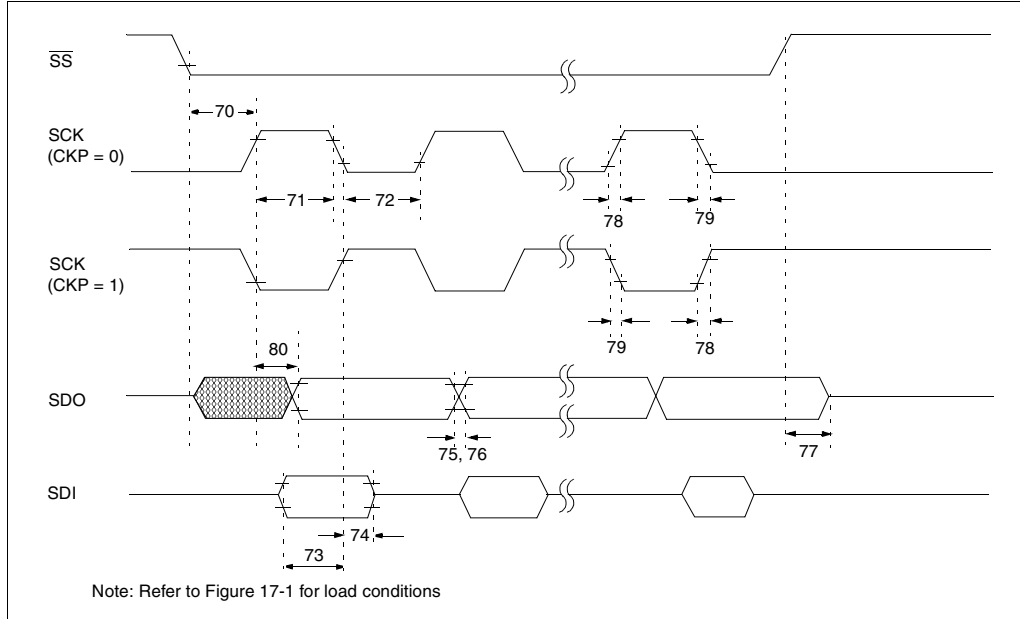 SS
70
SCK
(CKP = 0)
71
72
78
79
SCK
(CKP = 1)
79
78
80
SDO
75, 76
77
SDI
74
73
Note: Refer to Figure 17-1 for load conditions